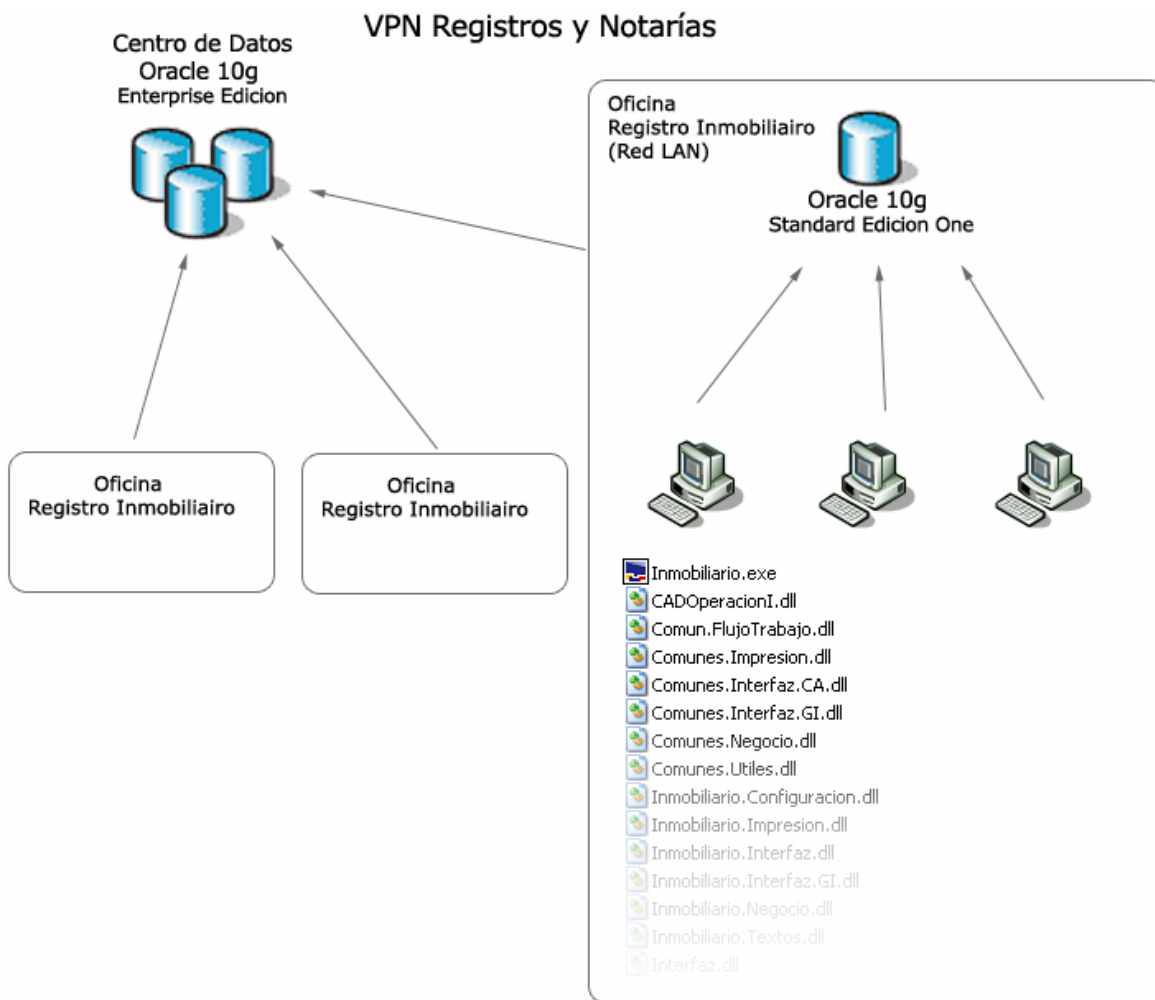 VPN Registros y Notarías
Centro de Datos
Oracle 10g
Enterprise Edicion
Oficina
Registro Inmobiliairo
(Red LAN)
Oracle 10g
Standard Edicion One
Oficina
Registro Inmobiliairo
Oficina
Registro Inmobiliairo
Inmobiliario.exe
CADOperacionI.dll
Comun.FlujoTrabajo.dll
Comunes.Impresion.dll
Comunes.Interfaz.CA.dll
Comunes.Interfaz.GI.dll
Comunes.Negocio.dll
Comunes.Utiles.dll
Inmobiliario.Configuracion.dll
Inmobiliario.Impresion.dll
Inmobiliario.Interfaz.dll
Inmobiliario.Interfaz.GI.dll
Inmobiliario.Negocio.dll
Inmobiliario.Textos.dll
Interfaz.dll